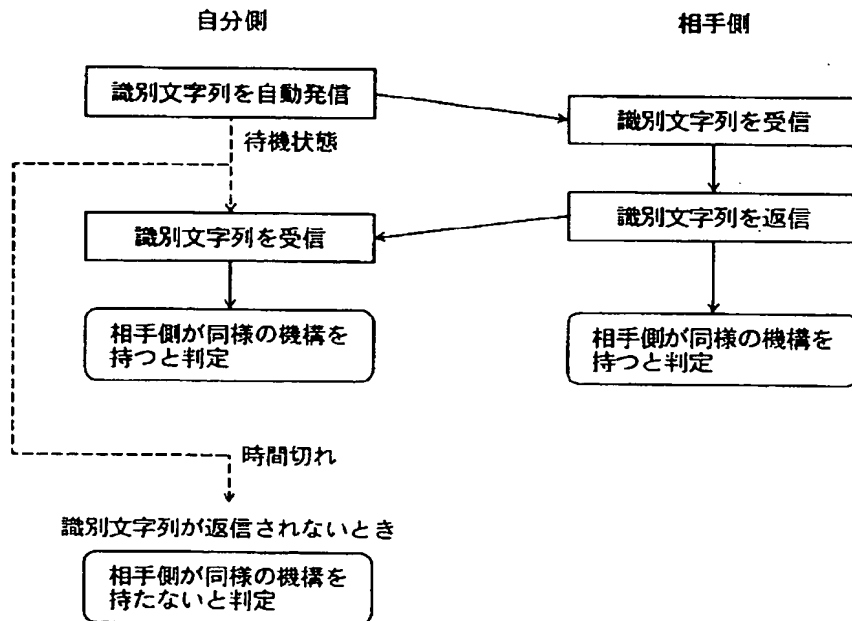 自分側
相手側
識別文字列を自動発信
識別文字列を受信
待機状態
識別文字列を受信
識別文字列を返信
相手側が同様の機構を
持つと判定
相手側が同様の機構を
持つと判定
時間切れ
識別文字列が返信されないとき
相手側が同様の機構を
持たないと判定